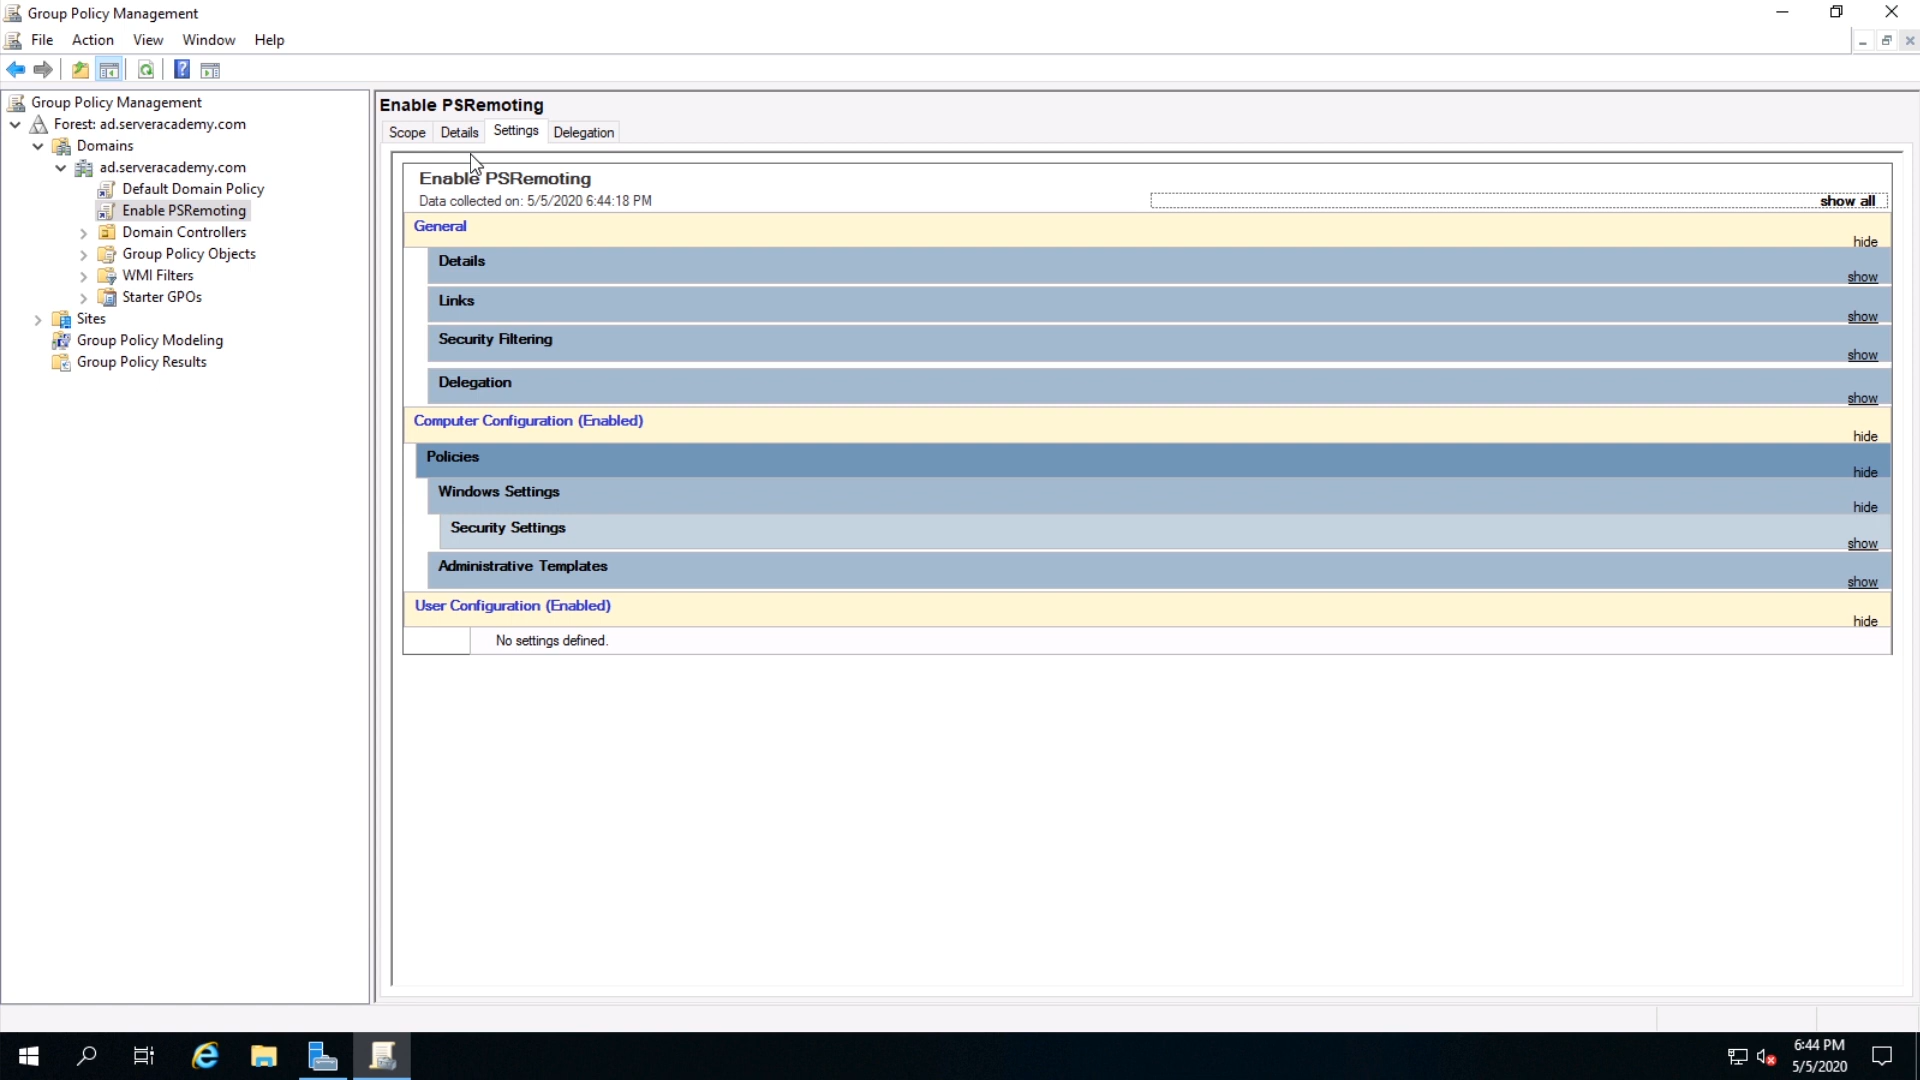 Group Policy Management
File Action View Window Help
Group Policy Management
Forest: ad.serveracademy.com
Domains
ad.serveracademy.com
Default Domain Policy
Enable PSRemoting
Domain Controllers
Group Policy Objects
WMI Filters
Starter GPOs
Sites
Group Policy Modeling
Group Policy Results
Enable PSRemoting
Scope Details Settings Delegation
Enable PSRemoting
Data collected on: 5/5/2020 6:44:18 PM show all
General
hide
Details
show
Links
show
Security Filtering
show
Delegation
show
Computer Configuration (Enabled)
hide
Policies
hide
Windows Settings
hide
Security Settings
show
Administrative Templates
show
User Configuration (Enabled)
hide
No settings defined.
6:44 PM
5/5/2020